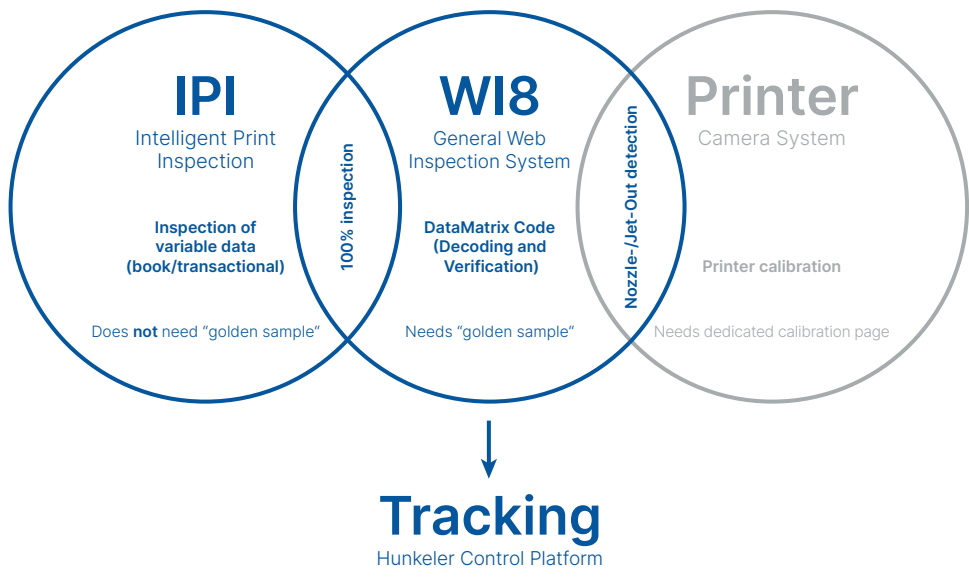 IPI
Intelligent Print
Inspection
Inspection of
variable data
(book/transactional)
Does not need “golden sample“
100% inspection
WI8
General Web
Inspection System
DataMatrix Code
(Decoding and
Verification)
Needs “golden sample“
Nozzle-/Jet-Out detection
Printer
Camera System
Printer calibration
Needs dedicated calibration page
Tracking
Hunkeler Control Platform